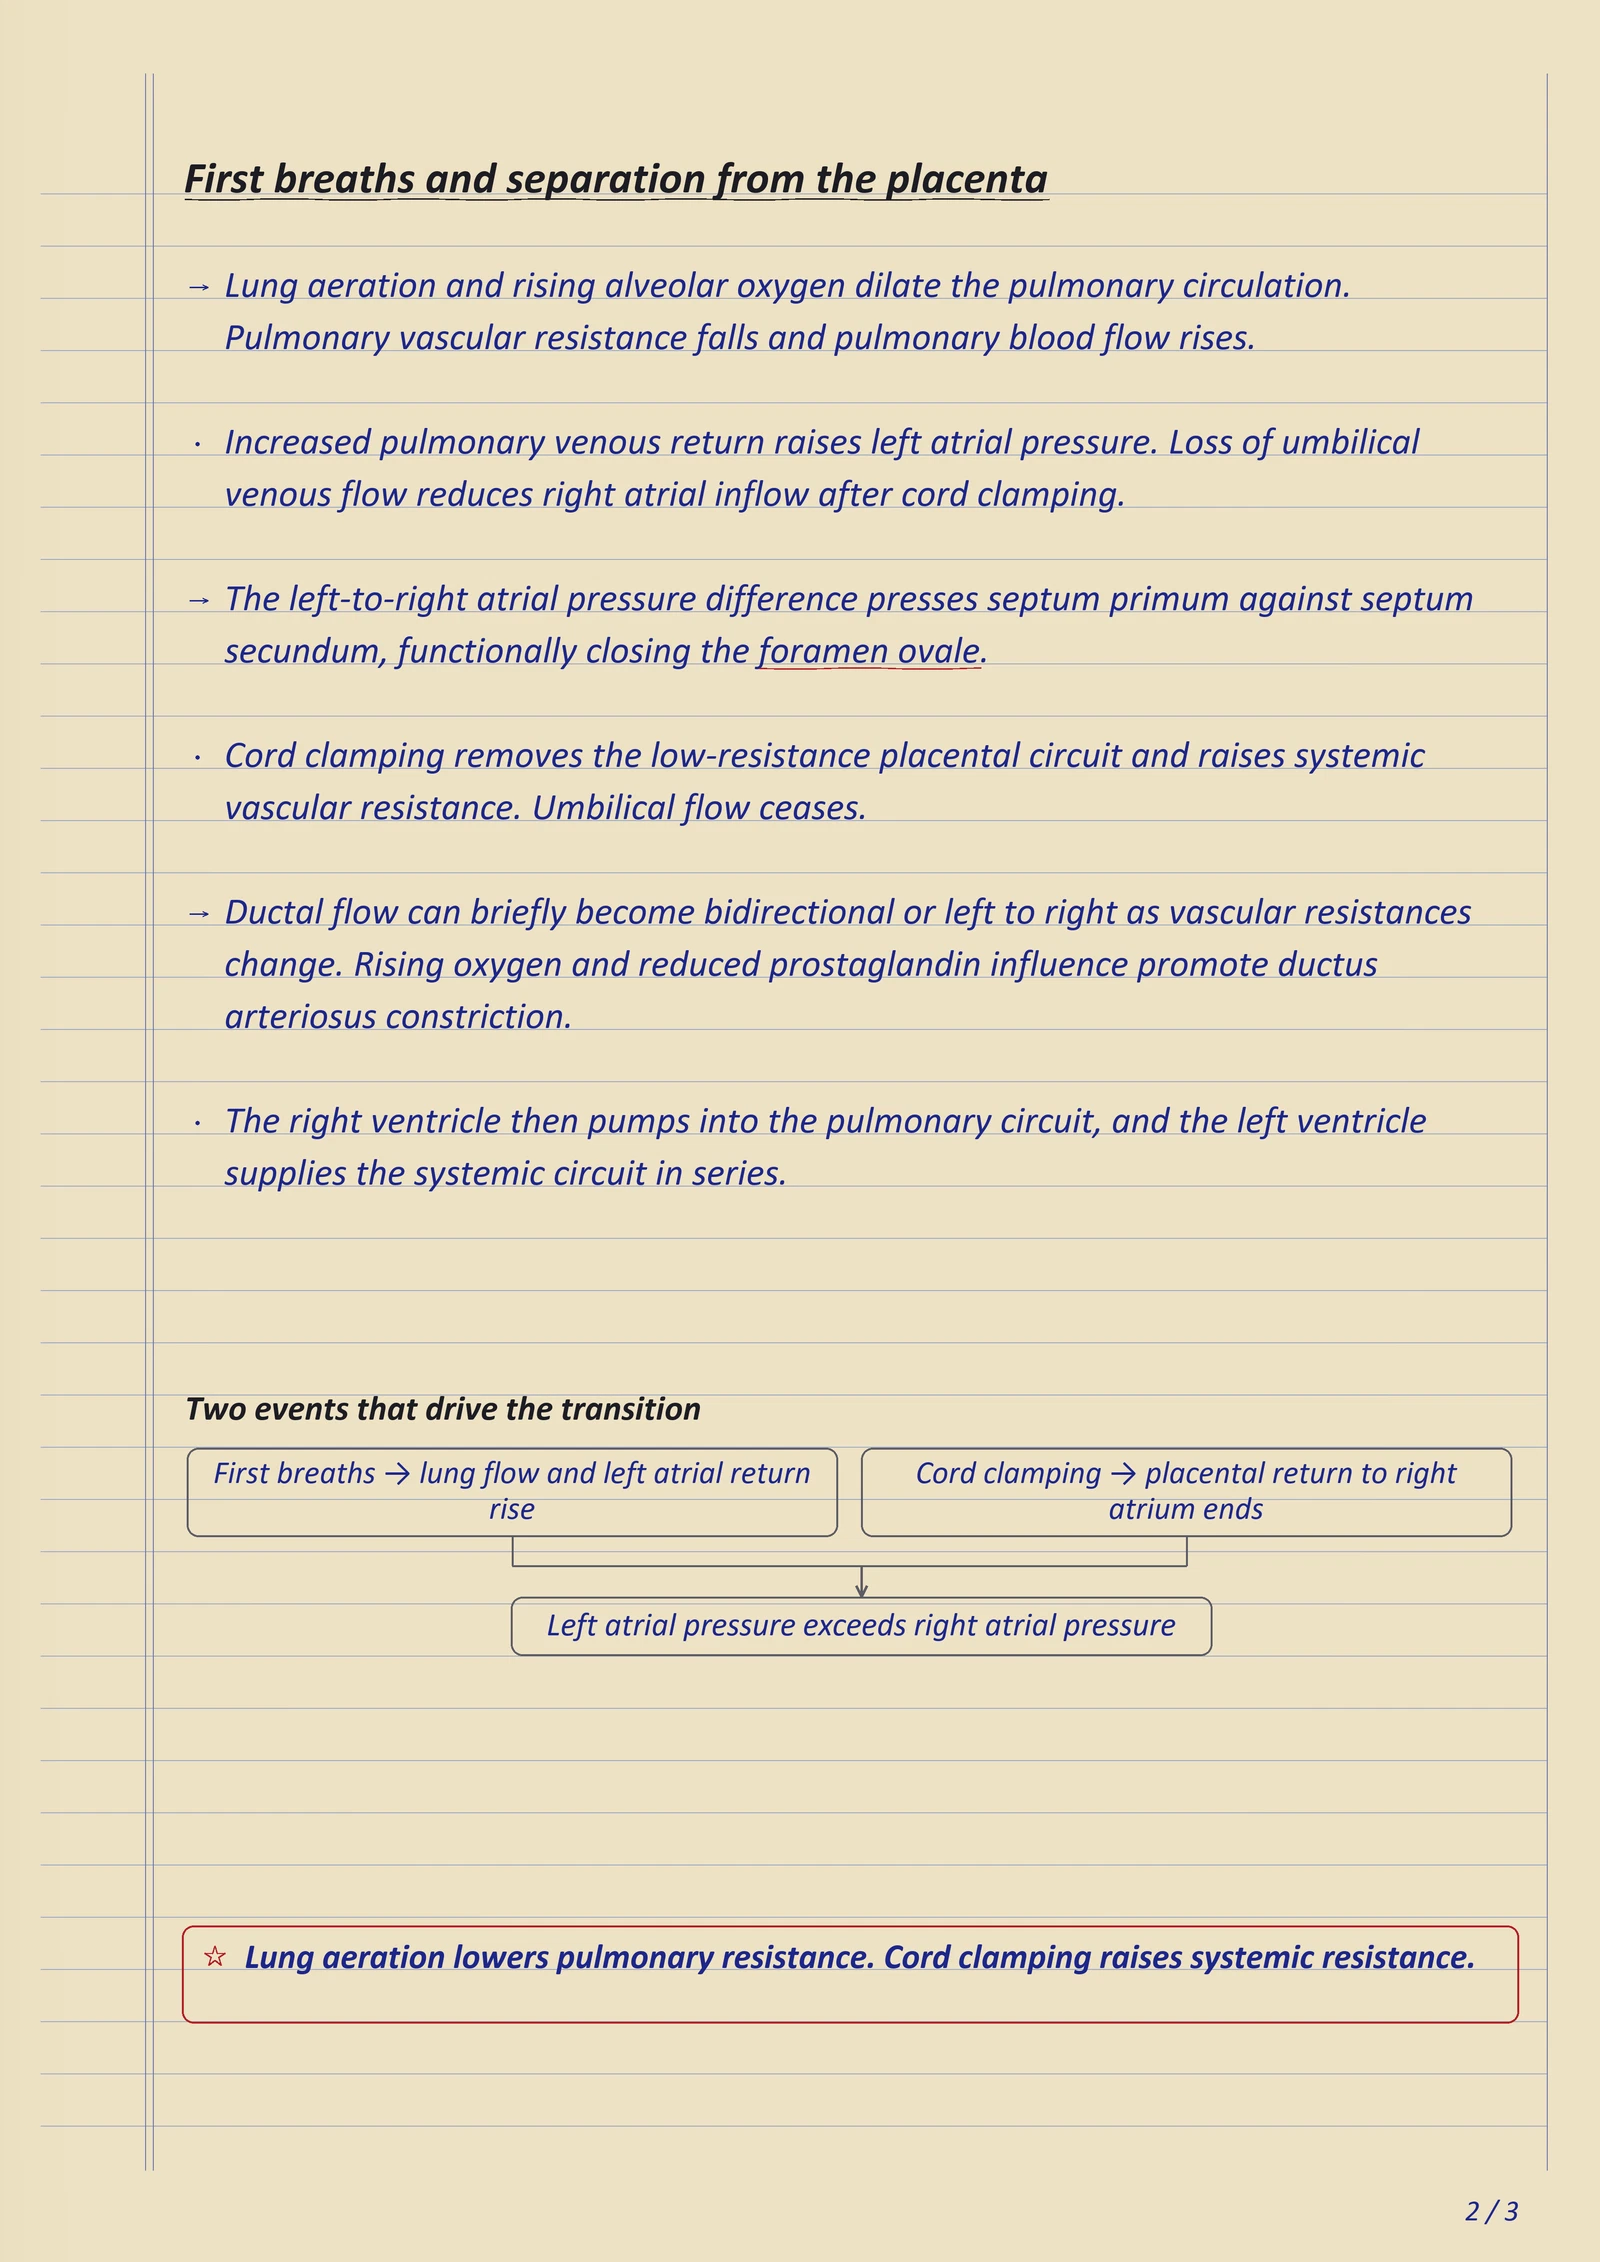 First breaths and separation from the placenta
→ Lung aeration and rising alveolar oxygen dilate the pulmonary circulation.
Pulmonary vascular resistance falls and pulmonary blood flow rises.
· Increased pulmonary venous return raises left atrial pressure. Loss of umbilical
venous flow reduces right atrial inflow after cord clamping.
→ The left-to-right atrial pressure difference presses septum primum against septum
secundum, functionally closing the foramen ovale.
· Cord clamping removes the low-resistance placental circuit and raises systemic
vascular resistance. Umbilical flow ceases.
→ Ductal flow can briefly become bidirectional or left to right as vascular resistances
change. Rising oxygen and reduced prostaglandin influence promote ductus
arteriosus constriction.
· The right ventricle then pumps into the pulmonary circuit, and the left ventricle
supplies the systemic circuit in series.
Two events that drive the transition
First breaths → lung flow and left atrial return
rise
Cord clamping → placental return to right
atrium ends
Left atrial pressure exceeds right atrial pressure
☆ Lung aeration lowers pulmonary resistance. Cord clamping raises systemic resistance.
2 / 3